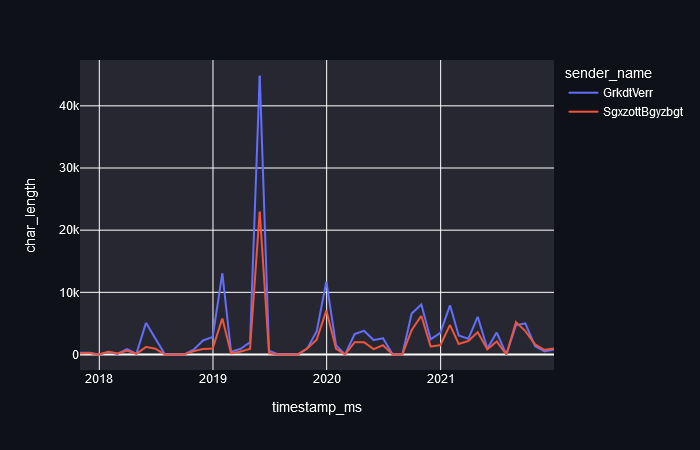 sender_name
GrkdtVerr
SgxzottBgyzbgt
char_length
40k
30k
20k
10k
0
2018
2019
2020
2021
timestamp_ms